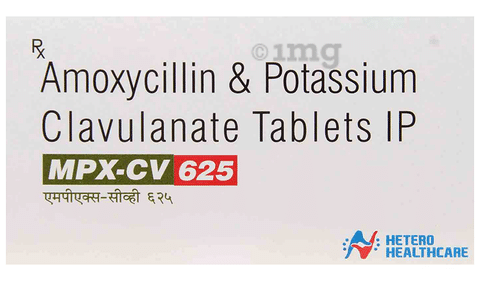 ©1mg
Rx
Amoxycillin & Potassium
Clavulanate Tablets IP
MPX-CV 625
एमपीएक्स-सीव्ही ६२५
HETERO
HEALTHCARE